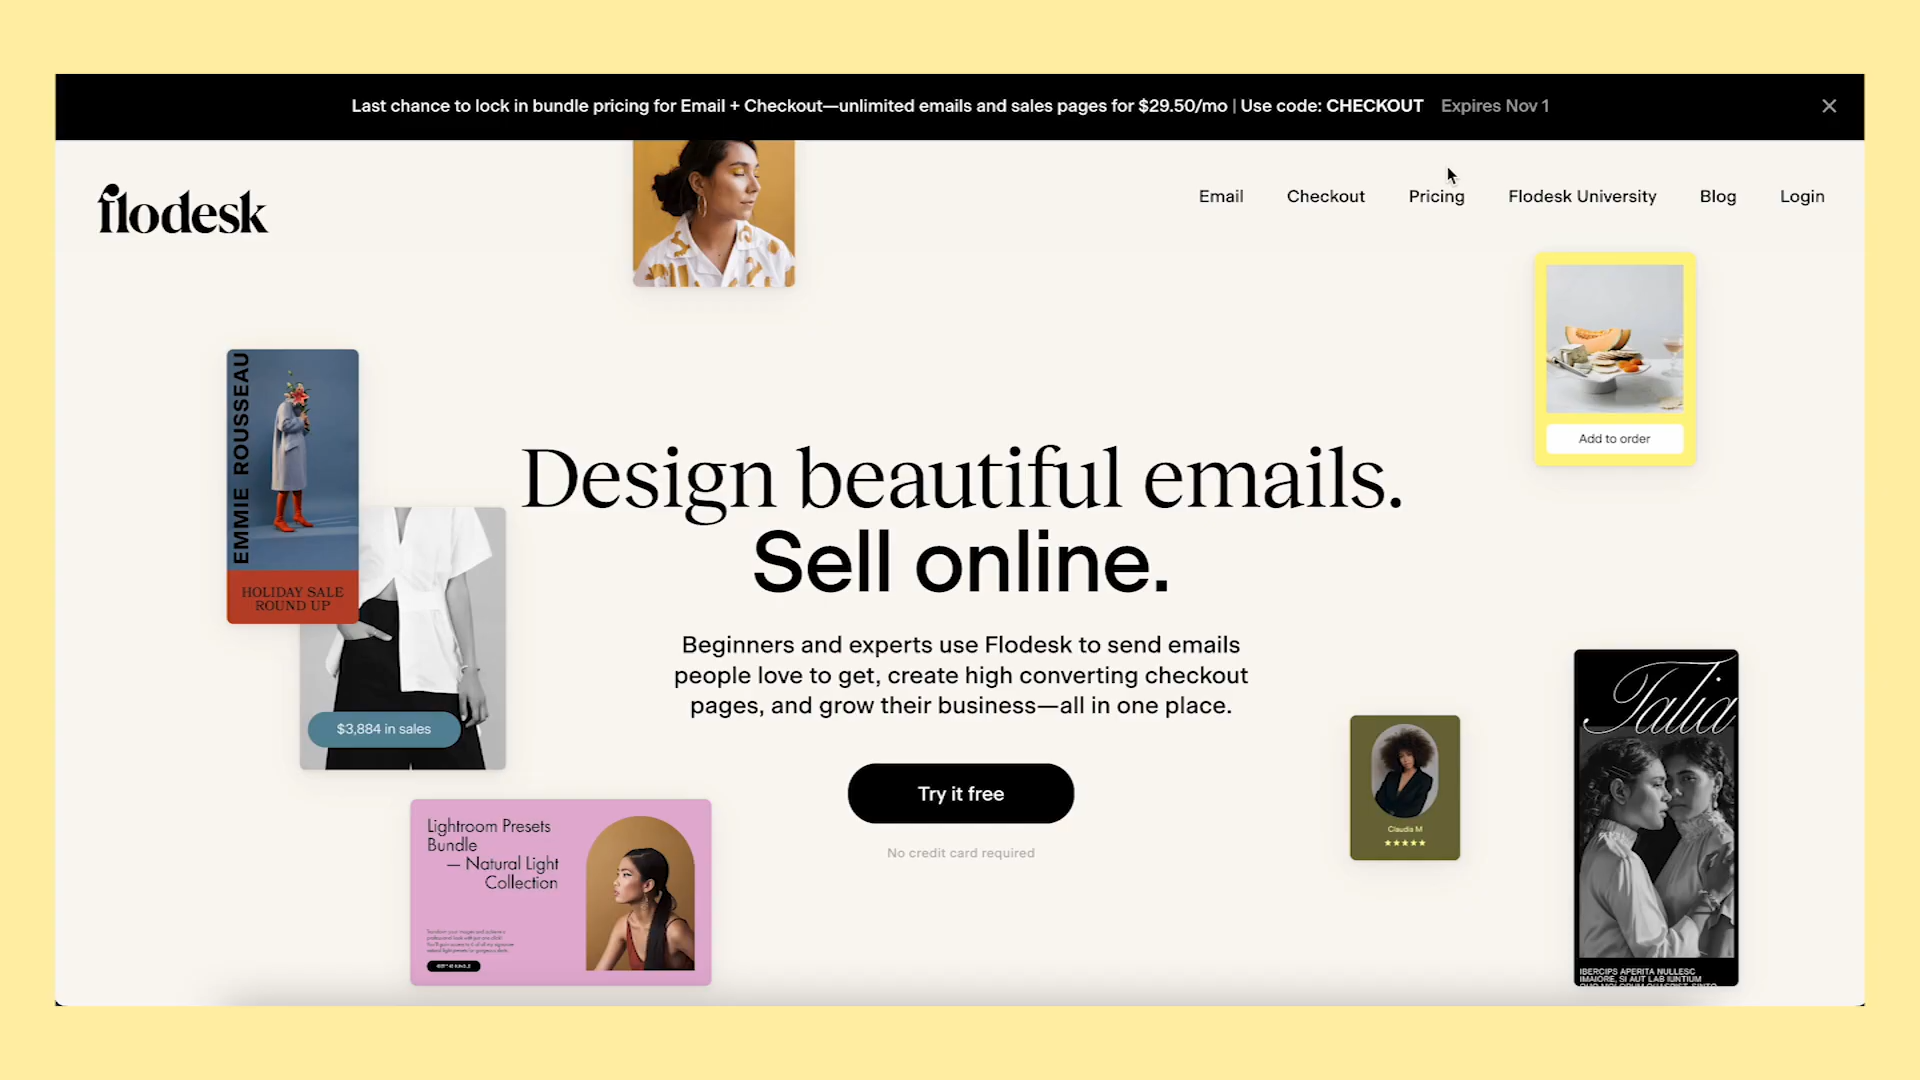 Last chance to lock in bundle pricing for Email + Checkout—unlimited emails and sales pages for $29.50/mo | Use code: CHECKOUT Expires Nov 1
flodesk
Email Checkout Pricing Flodesk University Blog Login
Add to order
EMMIE ROUSSEAU
HOLIDAY SALE
ROUND UP
Design beautiful emails.
Sell online.
Beginners and experts use Flodesk to send emails
people love to get, create high converting checkout
pages, and grow their business—all in one place.
Try it free
No credit card required
$3,884 in sales
Lightroom Presets
Bundle
— Natural Light
Collection
Claudia M
Talia
IBERCIPS APERITA NULLESC
IMAIORE, SI AUT LAB IUNTIUM